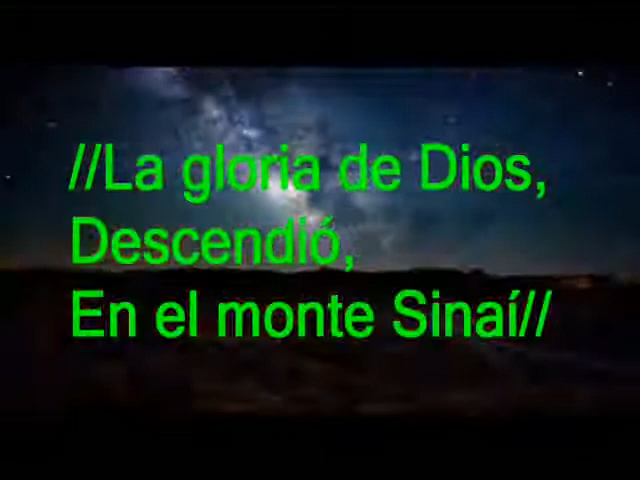 //La gloria de Dios,
Descendió,
En el monte Sinaí//